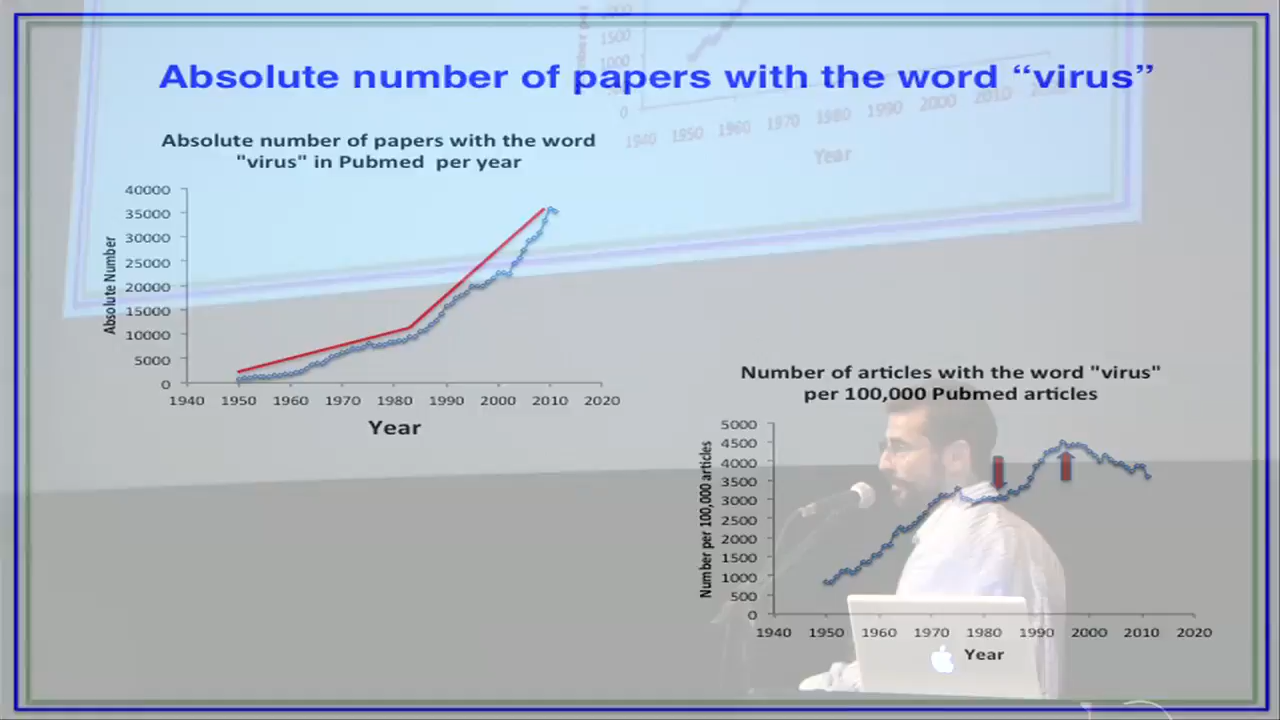 Absolute number of papers with the word “virus”
Absolute number of papers with the word
"virus" in Pubmed per year
40000
35000
30000
25000
20000
15000
10000
5000
0
Absolute Number
1940 1950 1960 1970 1980 1990 2000 2010 2020
Year
Number of articles with the word "virus"
per 100,000 Pubmed articles
5000
4500
4000
3500
3000
2500
2000
1500
1000
500
0
Number per 100,000 articles
1940 1950 1960 1970 1980 1990 2000 2010 2020
Year
1500
1000
0
1940 1950 1960 1970 1980 1990 2000 2010
Year